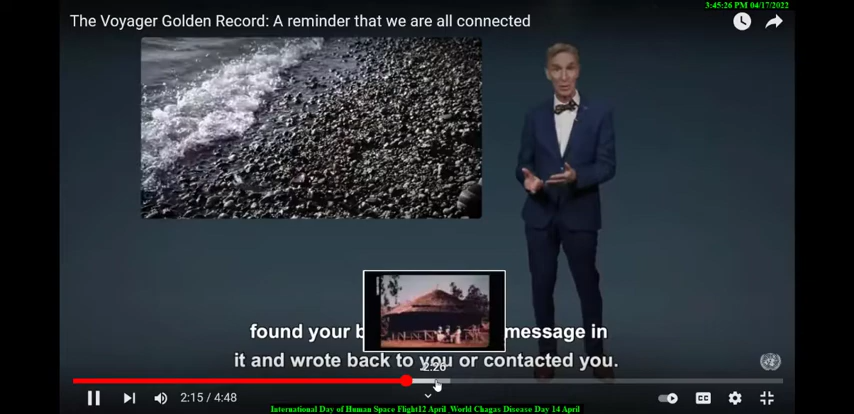 3:45:26 PM 04/17/2022
The Voyager Golden Record: A reminder that we are all connected
found your b message in
it and wrote back to you or contacted you.
2:26
2:15 / 4:48
CC
International Day of Human Space Flight12 April World Chagas Disease Day 14 April